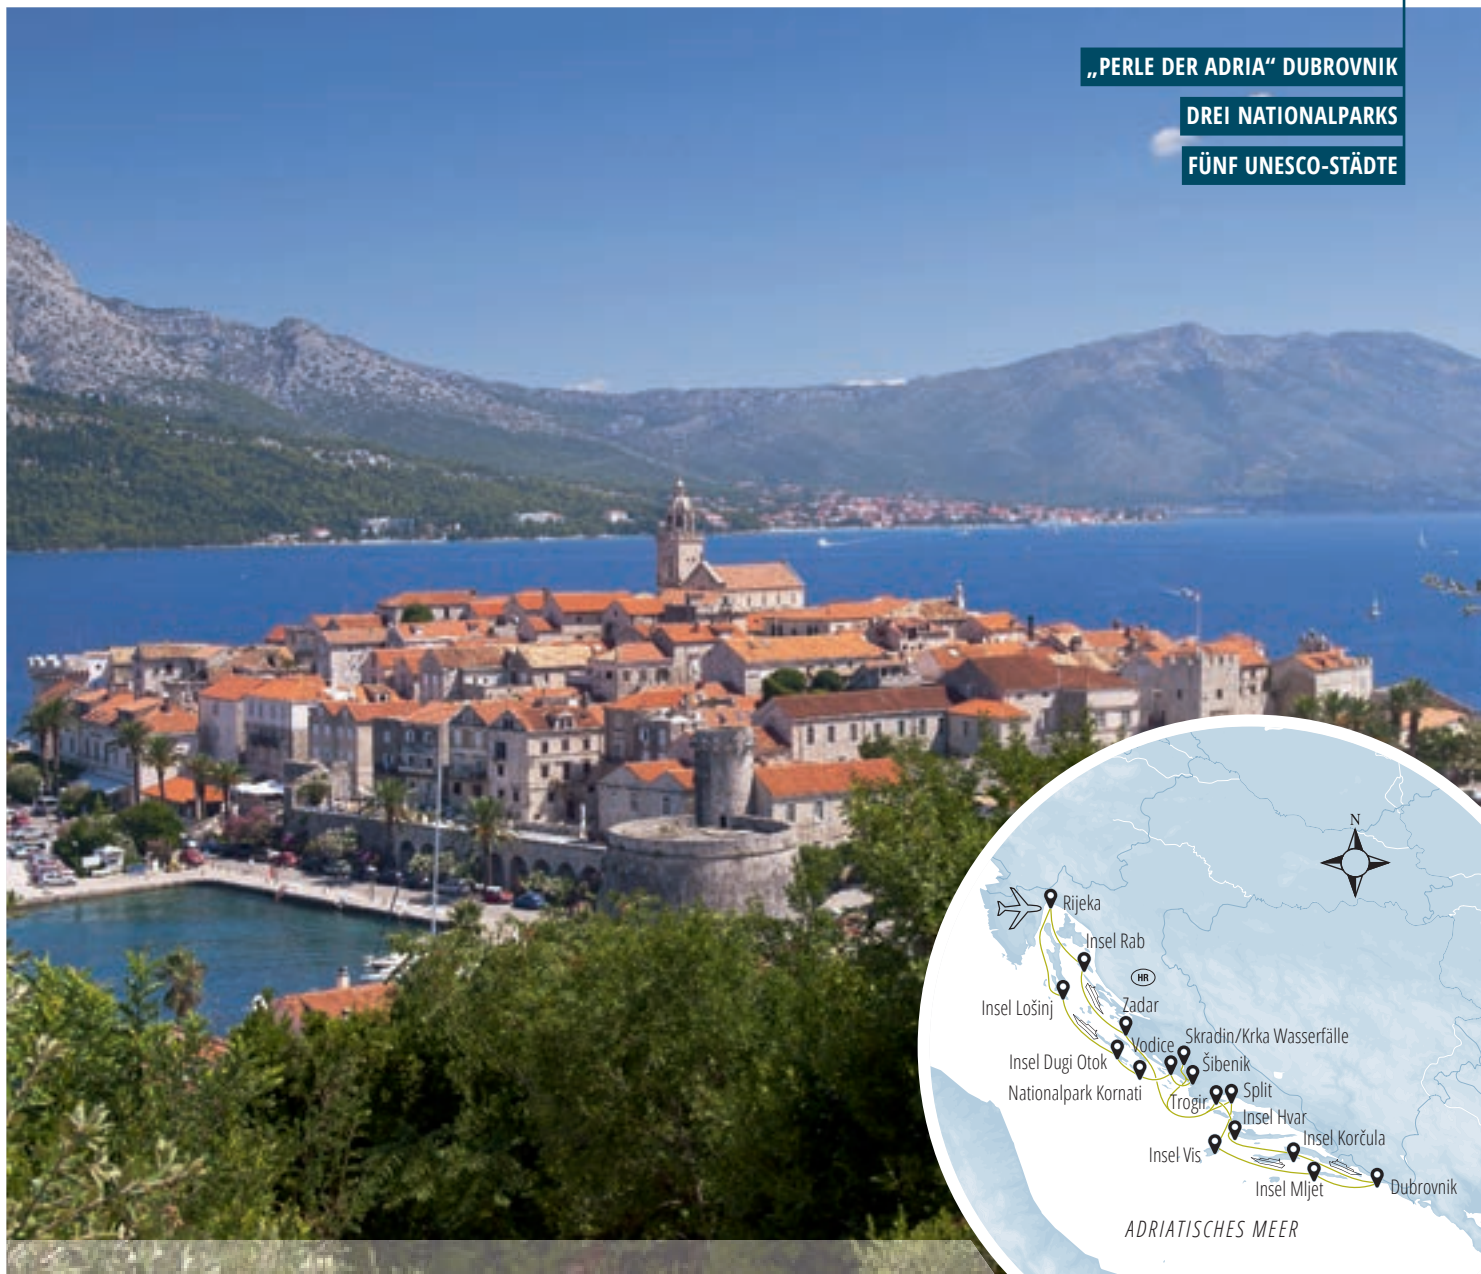 „PERLE DER ADRIA“ DUBROVNIK
DREI NATIONALPARKS
FÜNF UNESCO-STÄDTE
N
Rijeka
Insel Rab
HR
Insel Lošinj
Zadar
Vodice
Skradin/Krka Wasserfälle
Insel Dugi Otok
Šibenik
Nationalpark Kornati
Trogir
Split
Insel Hvar
Insel Korčula
Insel Vis
Insel Mljet
Dubrovnik
ADRIATISCHES MEER